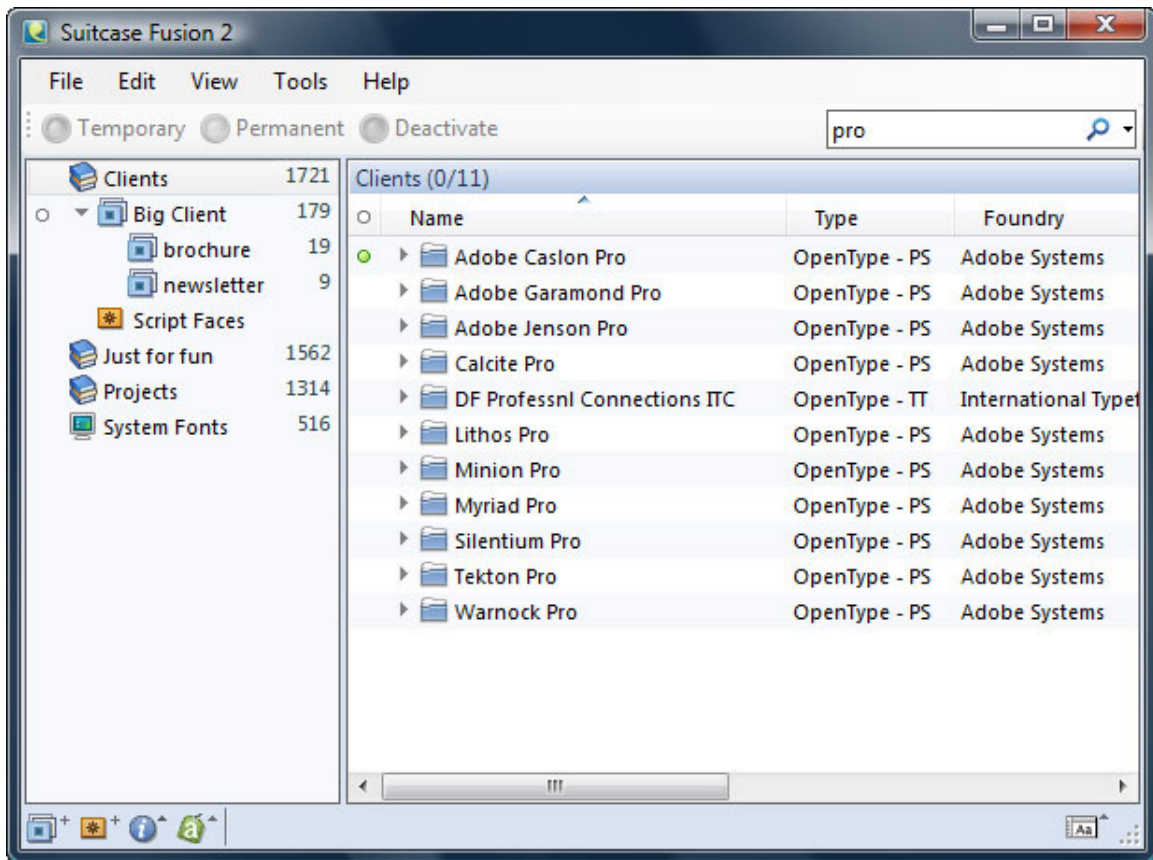 Suitcase Fusion 2
File Edit View Tools Help
Temporary Permanent Deactivate pro
Clients 1721
Big Client 179
brochure 19
newsletter 9
Script Faces
Just for fun 1562
Projects 1314
System Fonts 516
Clients (0/11)
Name Type Foundry
Adobe Caslon Pro OpenType - PS Adobe Systems
Adobe Garamond Pro OpenType - PS Adobe Systems
Adobe Jenson Pro OpenType - PS Adobe Systems
Calcite Pro OpenType - PS Adobe Systems
DF Professnl Connections ITC OpenType - TT International Typef
Lithos Pro OpenType - PS Adobe Systems
Minion Pro OpenType - PS Adobe Systems
Myriad Pro OpenType - PS Adobe Systems
Silentium Pro OpenType - PS Adobe Systems
Tekton Pro OpenType - PS Adobe Systems
Warnock Pro OpenType - PS Adobe Systems
Aa